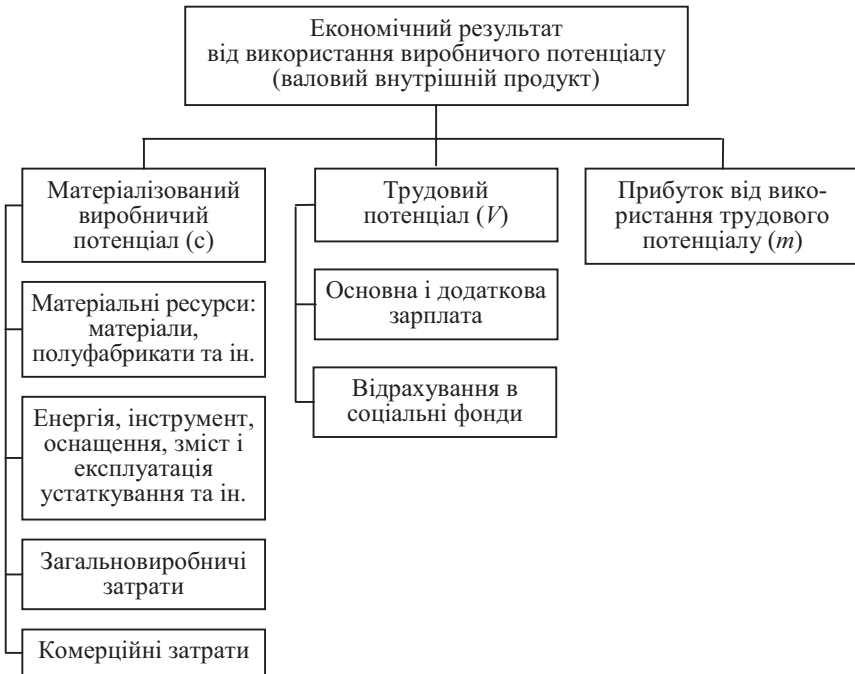 Економічний результат
від використання виробничого потенціалу
(валовий внутрішній продукт)
Матеріалізований
виробничий
потенціал (с)
Матеріальні ресурси:
матеріали,
полуфабрикати та ін.
Енергія, інструмент,
оснащення, зміст і
експлуатація
устаткування та ін.
Загальновиробничі
затрати
Комерційні затрати
Трудовий
потенціал (V)
Основна і додаткова
зарплата
Відрахування в
соціальні фонди
Прибуток від вико-
ристання трудового
потенціалу (m)